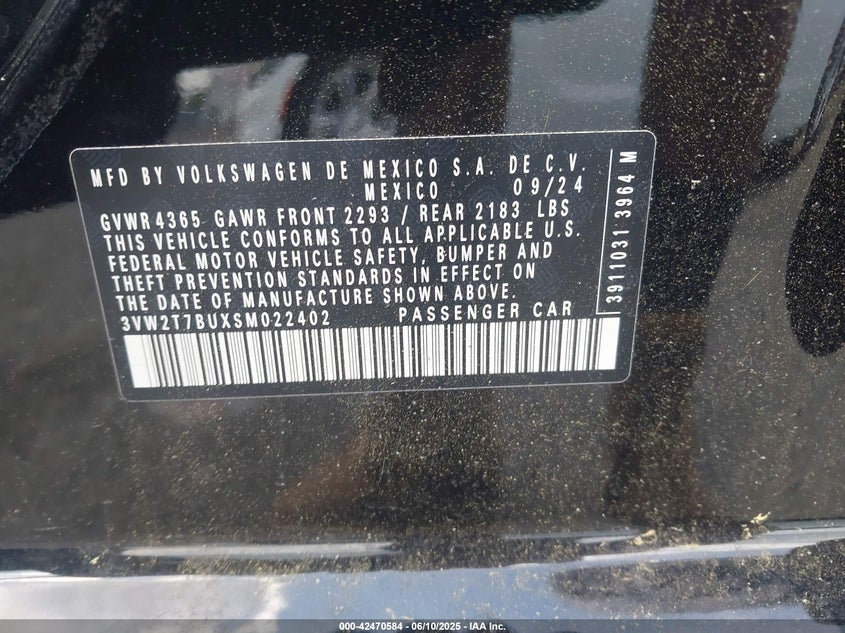 MFD BY VOLKSWAGEN DE MEXICO S.A. DE C.V.
MEXICO 09/24
GVWR 4365 GAWR FRONT 2293 / REAR 2183 LBS
THIS VEHICLE CONFORMS TO ALL APPLICABLE U.S.
FEDERAL MOTOR VEHICLE SAFETY, BUMPER AND
THEFT PREVENTION STANDARDS IN EFFECT ON
THE DATE OF MANUFACTURE SHOWN ABOVE.
3VW2T7BUXSM022402 PASSENGER CAR
3911031 3964 M
000-42470584 - 06/10/2025 - IAA Inc.